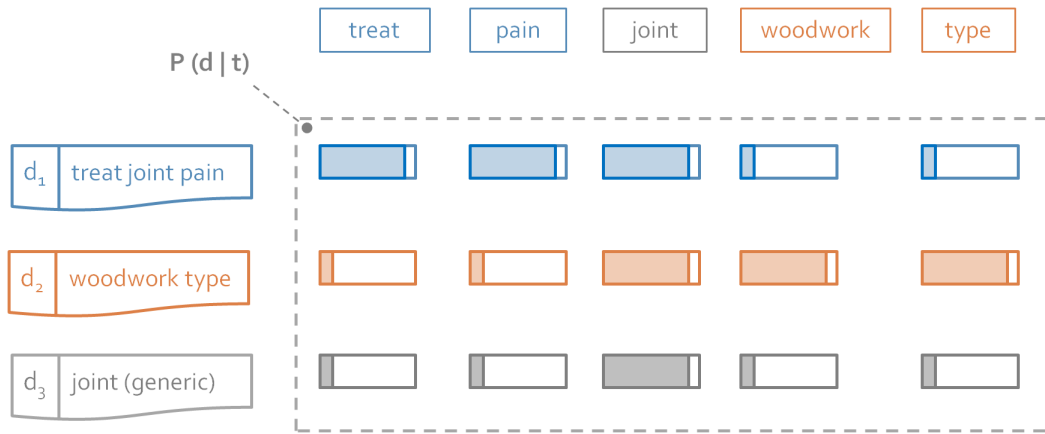 treat pain joint woodwork type
P (d | t)
d₁ treat joint pain
d₂ woodwork type
d₃ joint (generic)